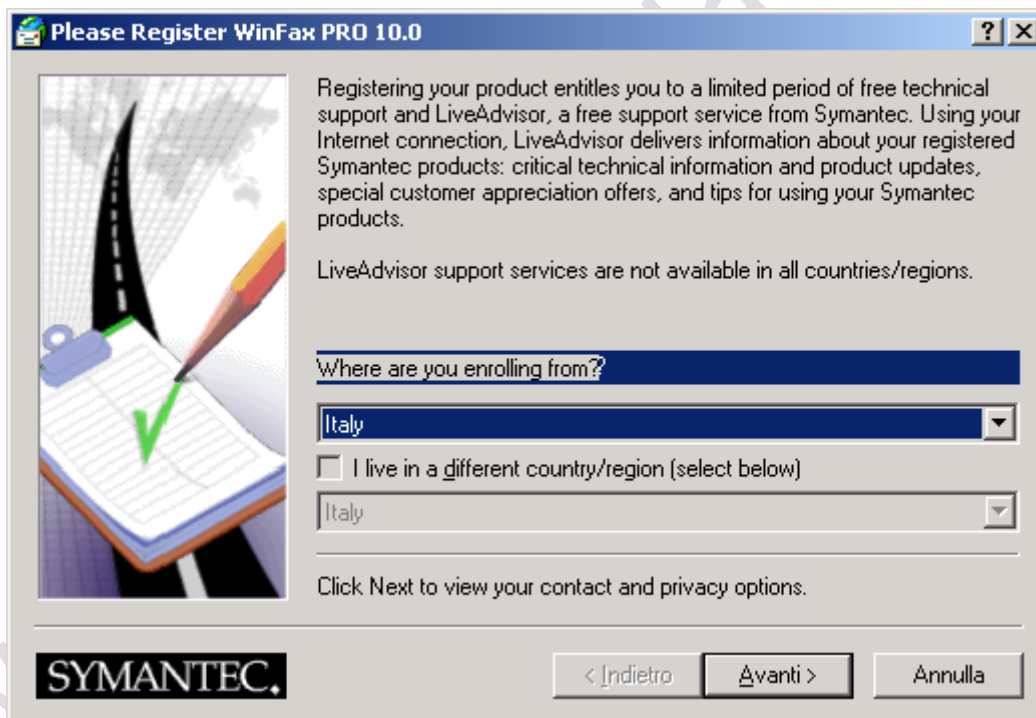 Please Register WinFax PRO 10.0
Registering your product entitles you to a limited period of free technical
support and LiveAdvisor, a free support service from Symantec. Using your
Internet connection, LiveAdvisor delivers information about your registered
Symantec products: critical technical information and product updates,
special customer appreciation offers, and tips for using your Symantec
products.
LiveAdvisor support services are not available in all countries/regions.
Where are you enrolling from?
Italy
I live in a different country/region (select below)
Italy
Click Next to view your contact and privacy options.
SYMANTEC.
< Indietro
Avanti >
Annulla